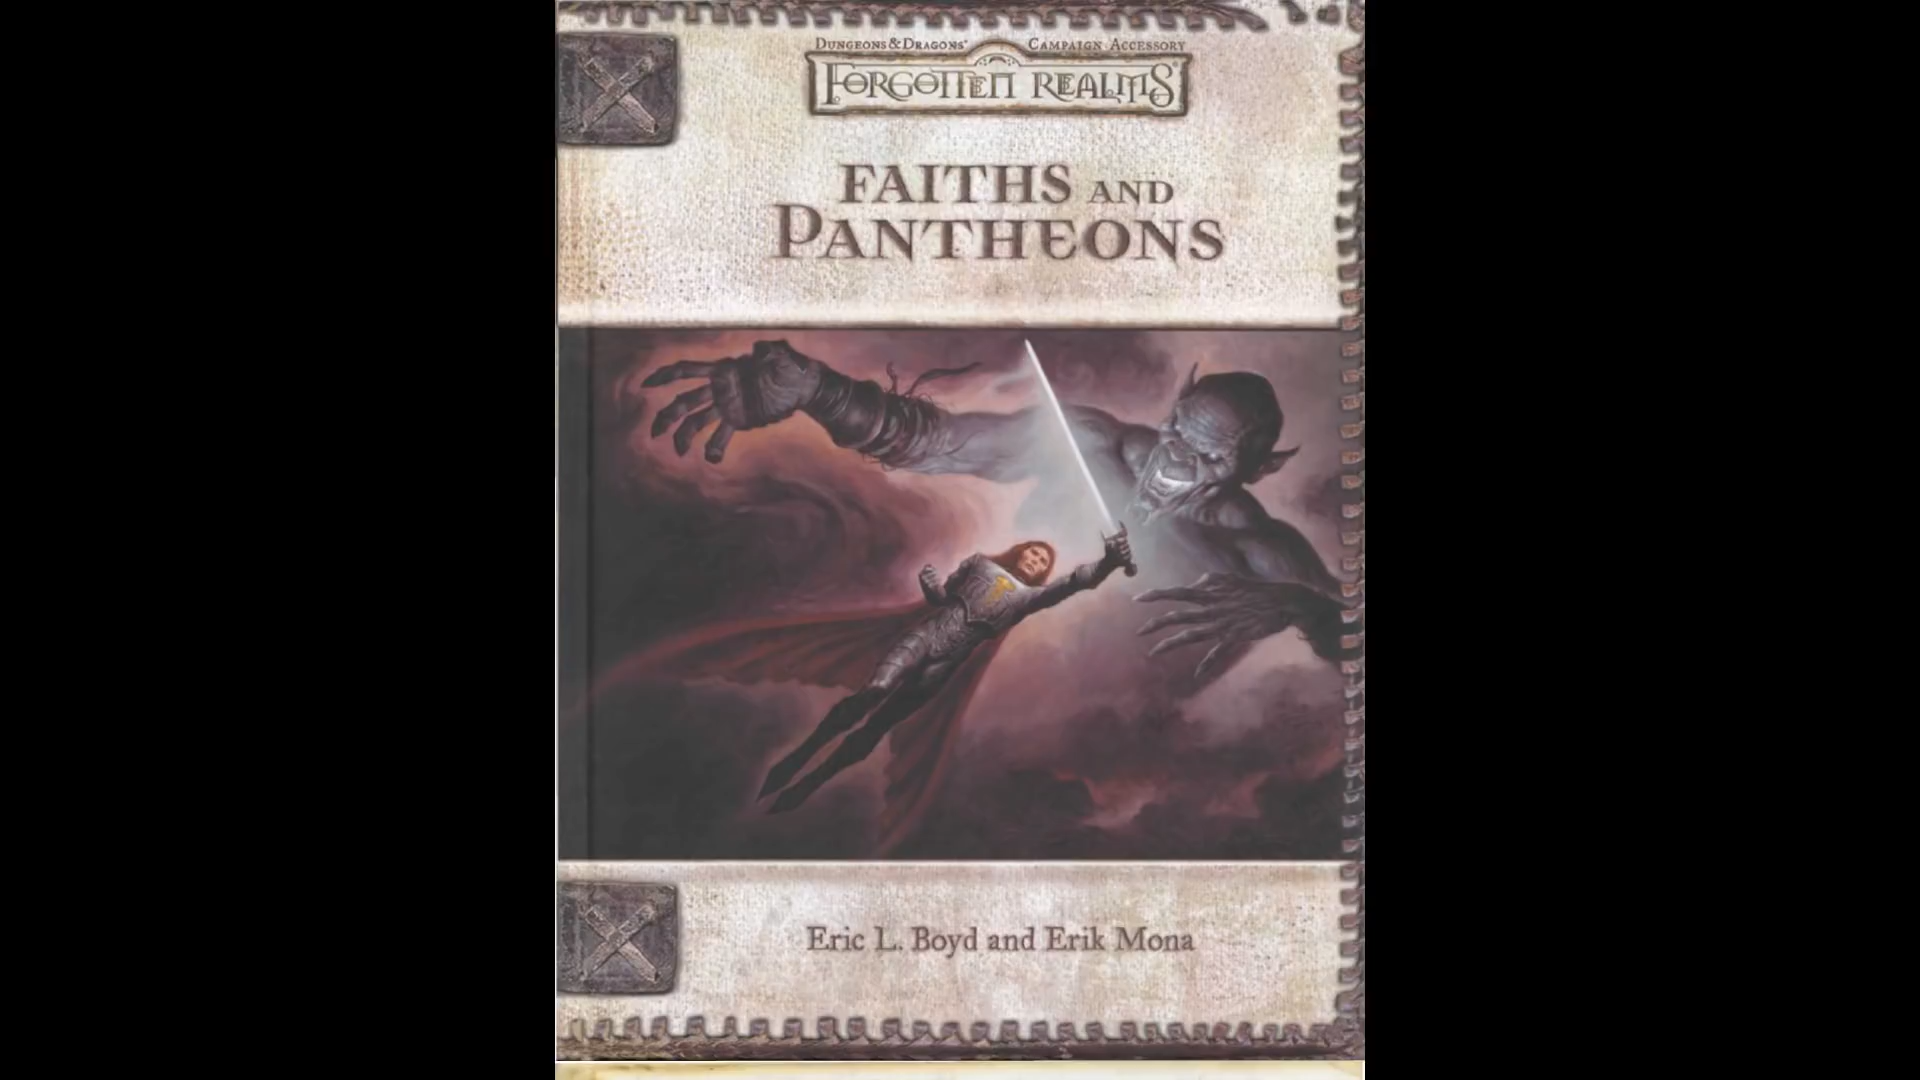 DUNGEONS & DRAGONS® CAMPAIGN ACCESSORY
FORGOTTEN REALMS®
FAITHS AND
PANTHEONS
Eric L. Boyd and Erik Mona